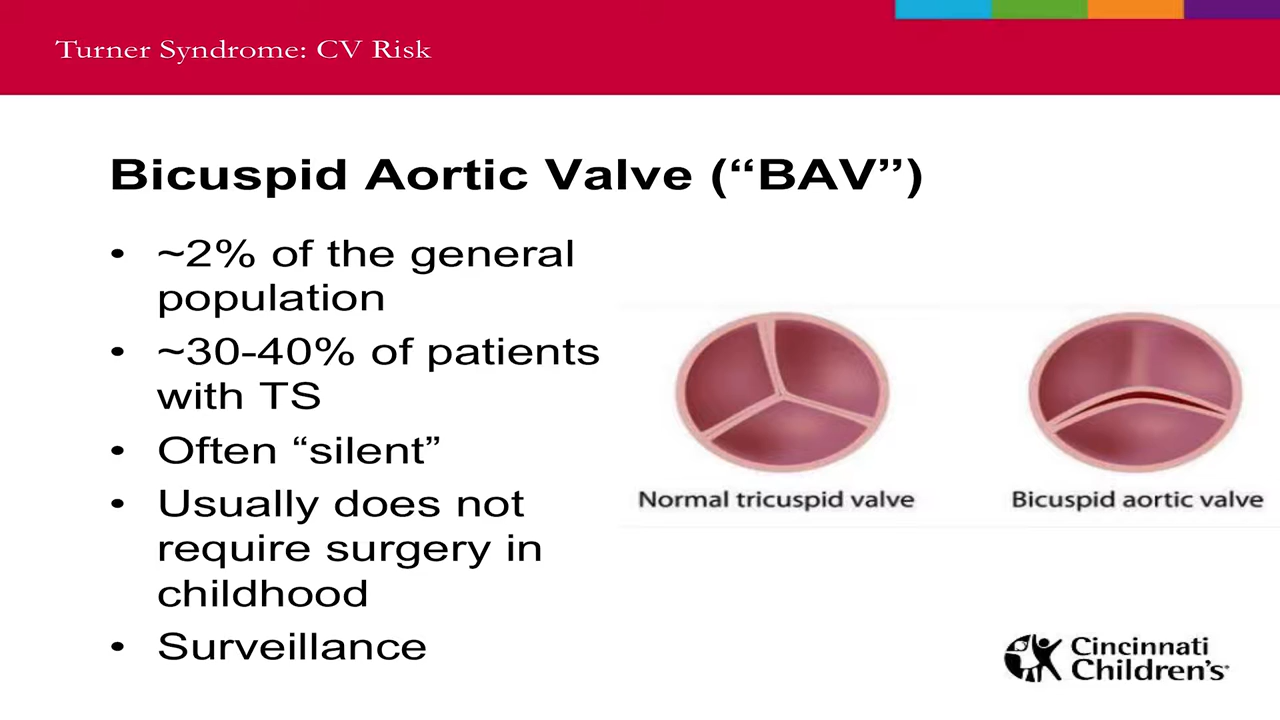 Turner Syndrome: CV Risk
Bicuspid Aortic Valve (“BAV”)
• ~2% of the general
population
• ~30-40% of patients
with TS
• Often “silent”
• Usually does not
require surgery in
childhood
• Surveillance
Normal tricuspid valve
Bicuspid aortic valve
Cincinnati
Children's